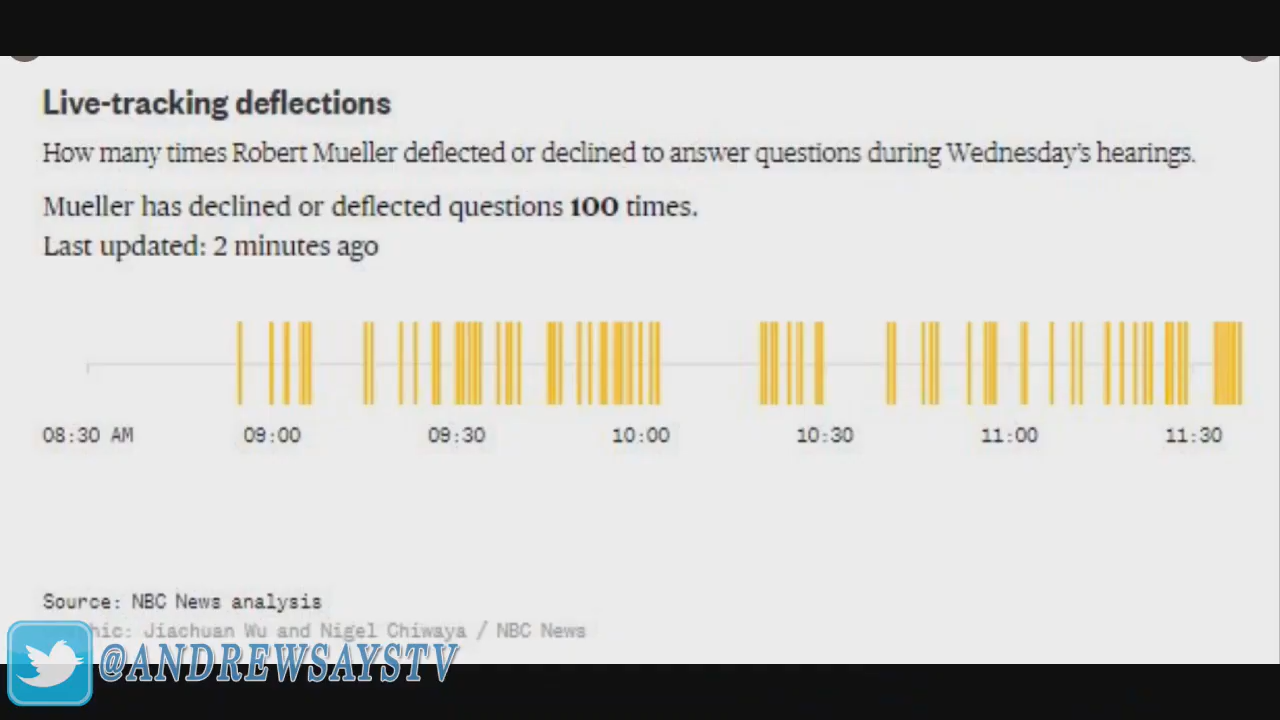 Live-tracking deflections
How many times Robert Mueller deflected or declined to answer questions during Wednesday's hearings.
Mueller has declined or deflected questions 100 times.
Last updated: 2 minutes ago
08:30 AM 09:00 09:30 10:00 10:30 11:00 11:30
Source: NBC News analysis
Jiachuan Wu and Nigel Chiwaya / NBC News
@ANDREWSAYSTV